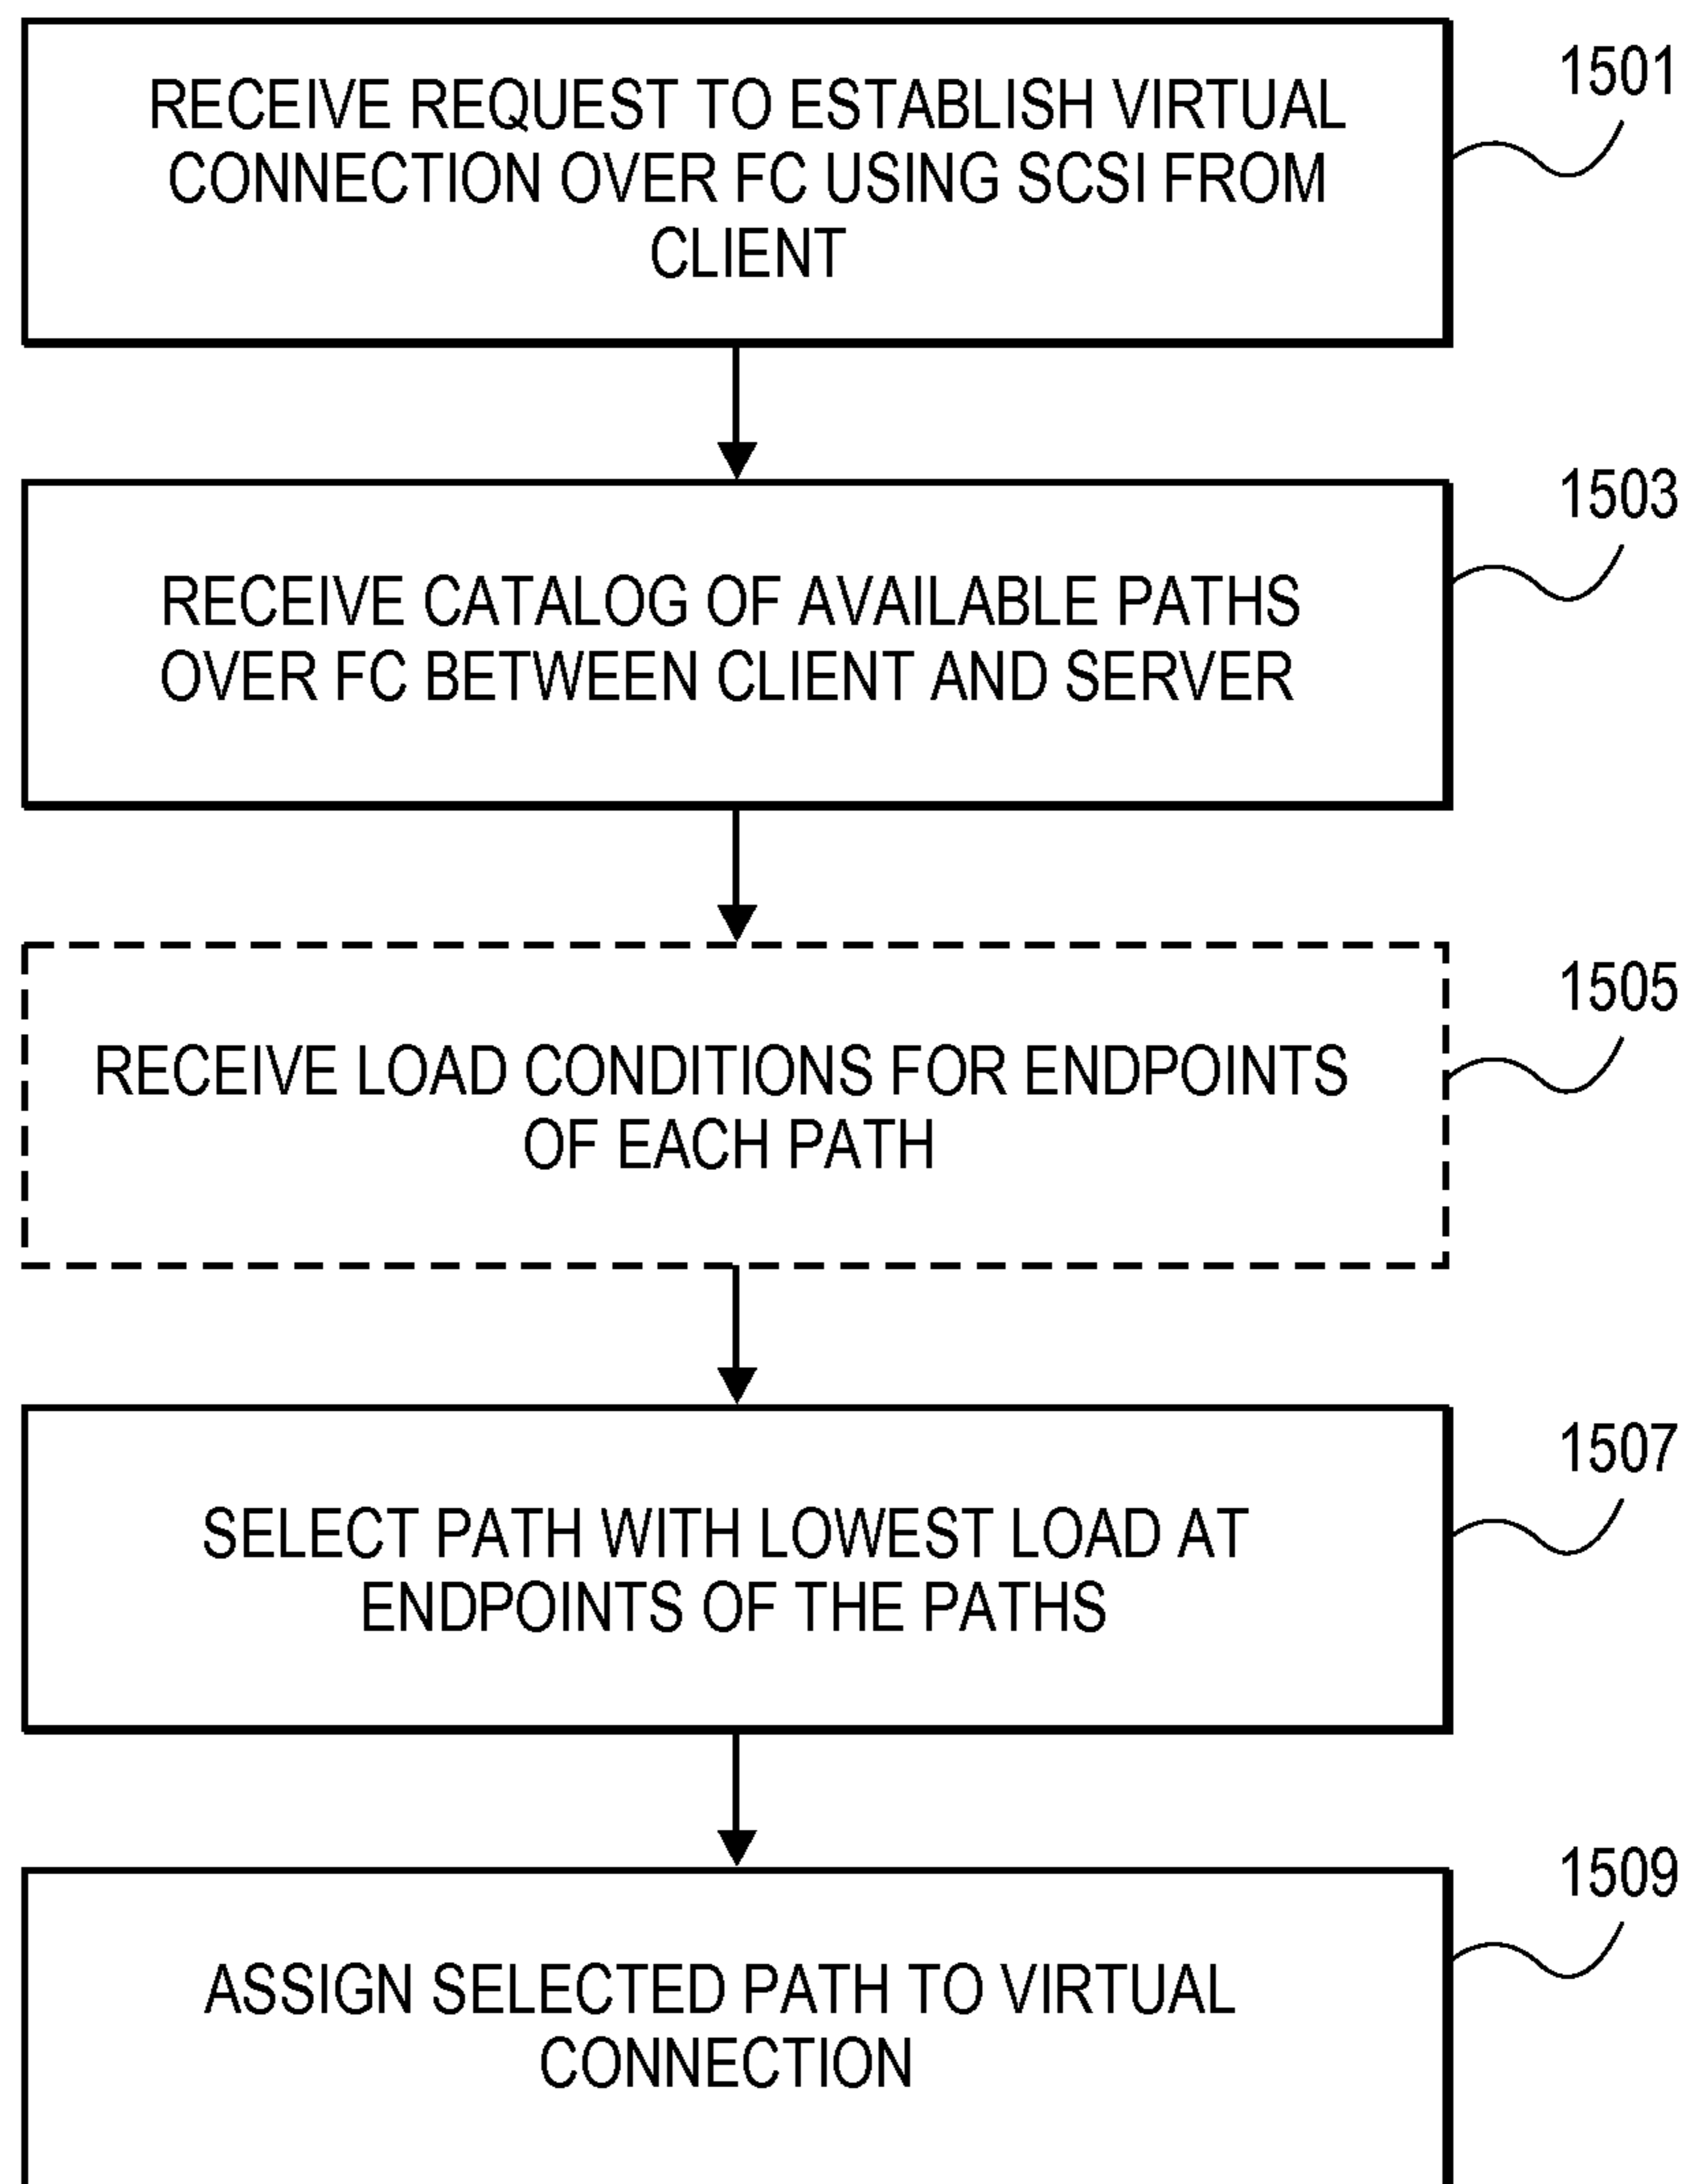 RECEIVE REQUEST TO ESTABLISH VIRTUAL
CONNECTION OVER FC USING SCSI FROM
CLIENT
1501
RECEIVE CATALOG OF AVAILABLE PATHS
OVER FC BETWEEN CLIENT AND SERVER
1503
RECEIVE LOAD CONDITIONS FOR ENDPOINTS
OF EACH PATH
1505
SELECT PATH WITH LOWEST LOAD AT
ENDPOINTS OF THE PATHS
1507
ASSIGN SELECTED PATH TO VIRTUAL
CONNECTION
1509